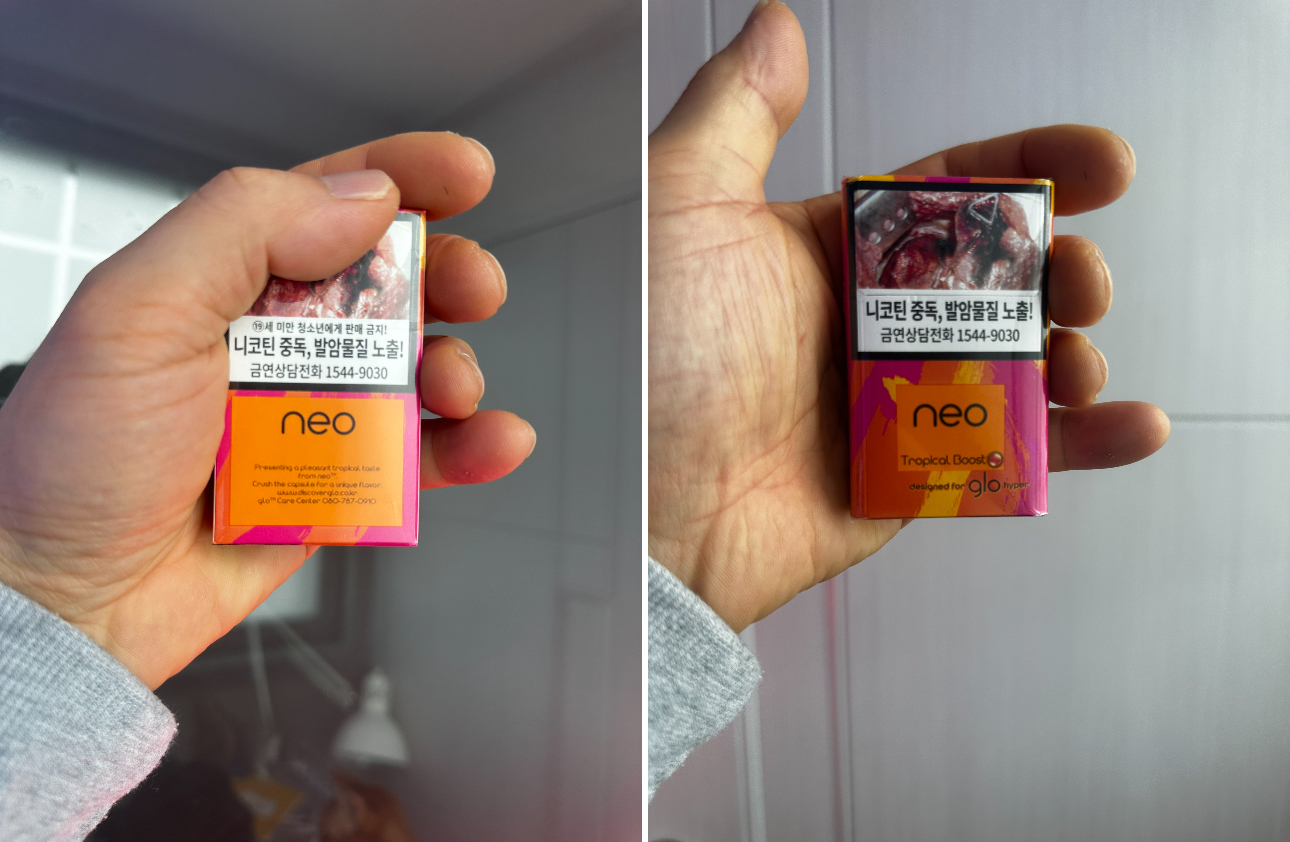 ⑲세 미만 청소년에게 판매 금지!
니코틴 중독, 발암물질 노출!
금연상담전화 1544-9030
neo
Presenting a pleasant tropical taste
from neo™.
Crush the capsule for a unique flavor.
www.discoverglo.co.kr
glo™ Care Center 080-787-0910
니코틴 중독, 발암물질 노출!
금연상담전화 1544-9030
neo
Tropical Boost
designed for glo hyper